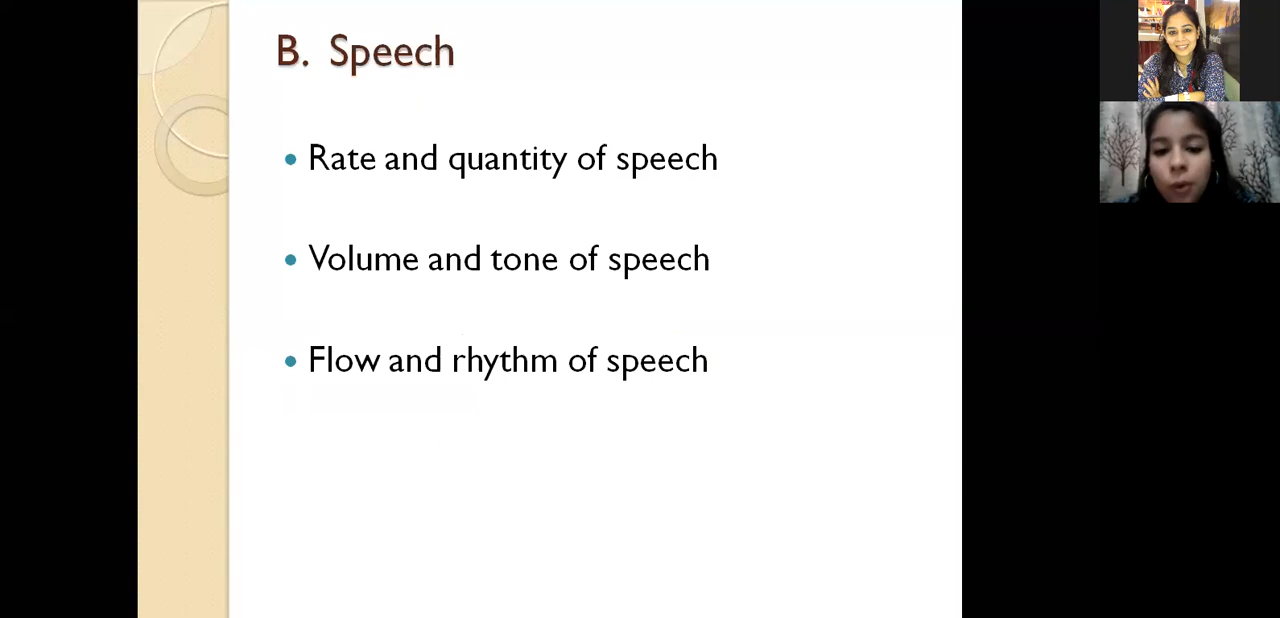 B. Speech
Rate and quantity of speech
Volume and tone of speech
Flow and rhythm of speech